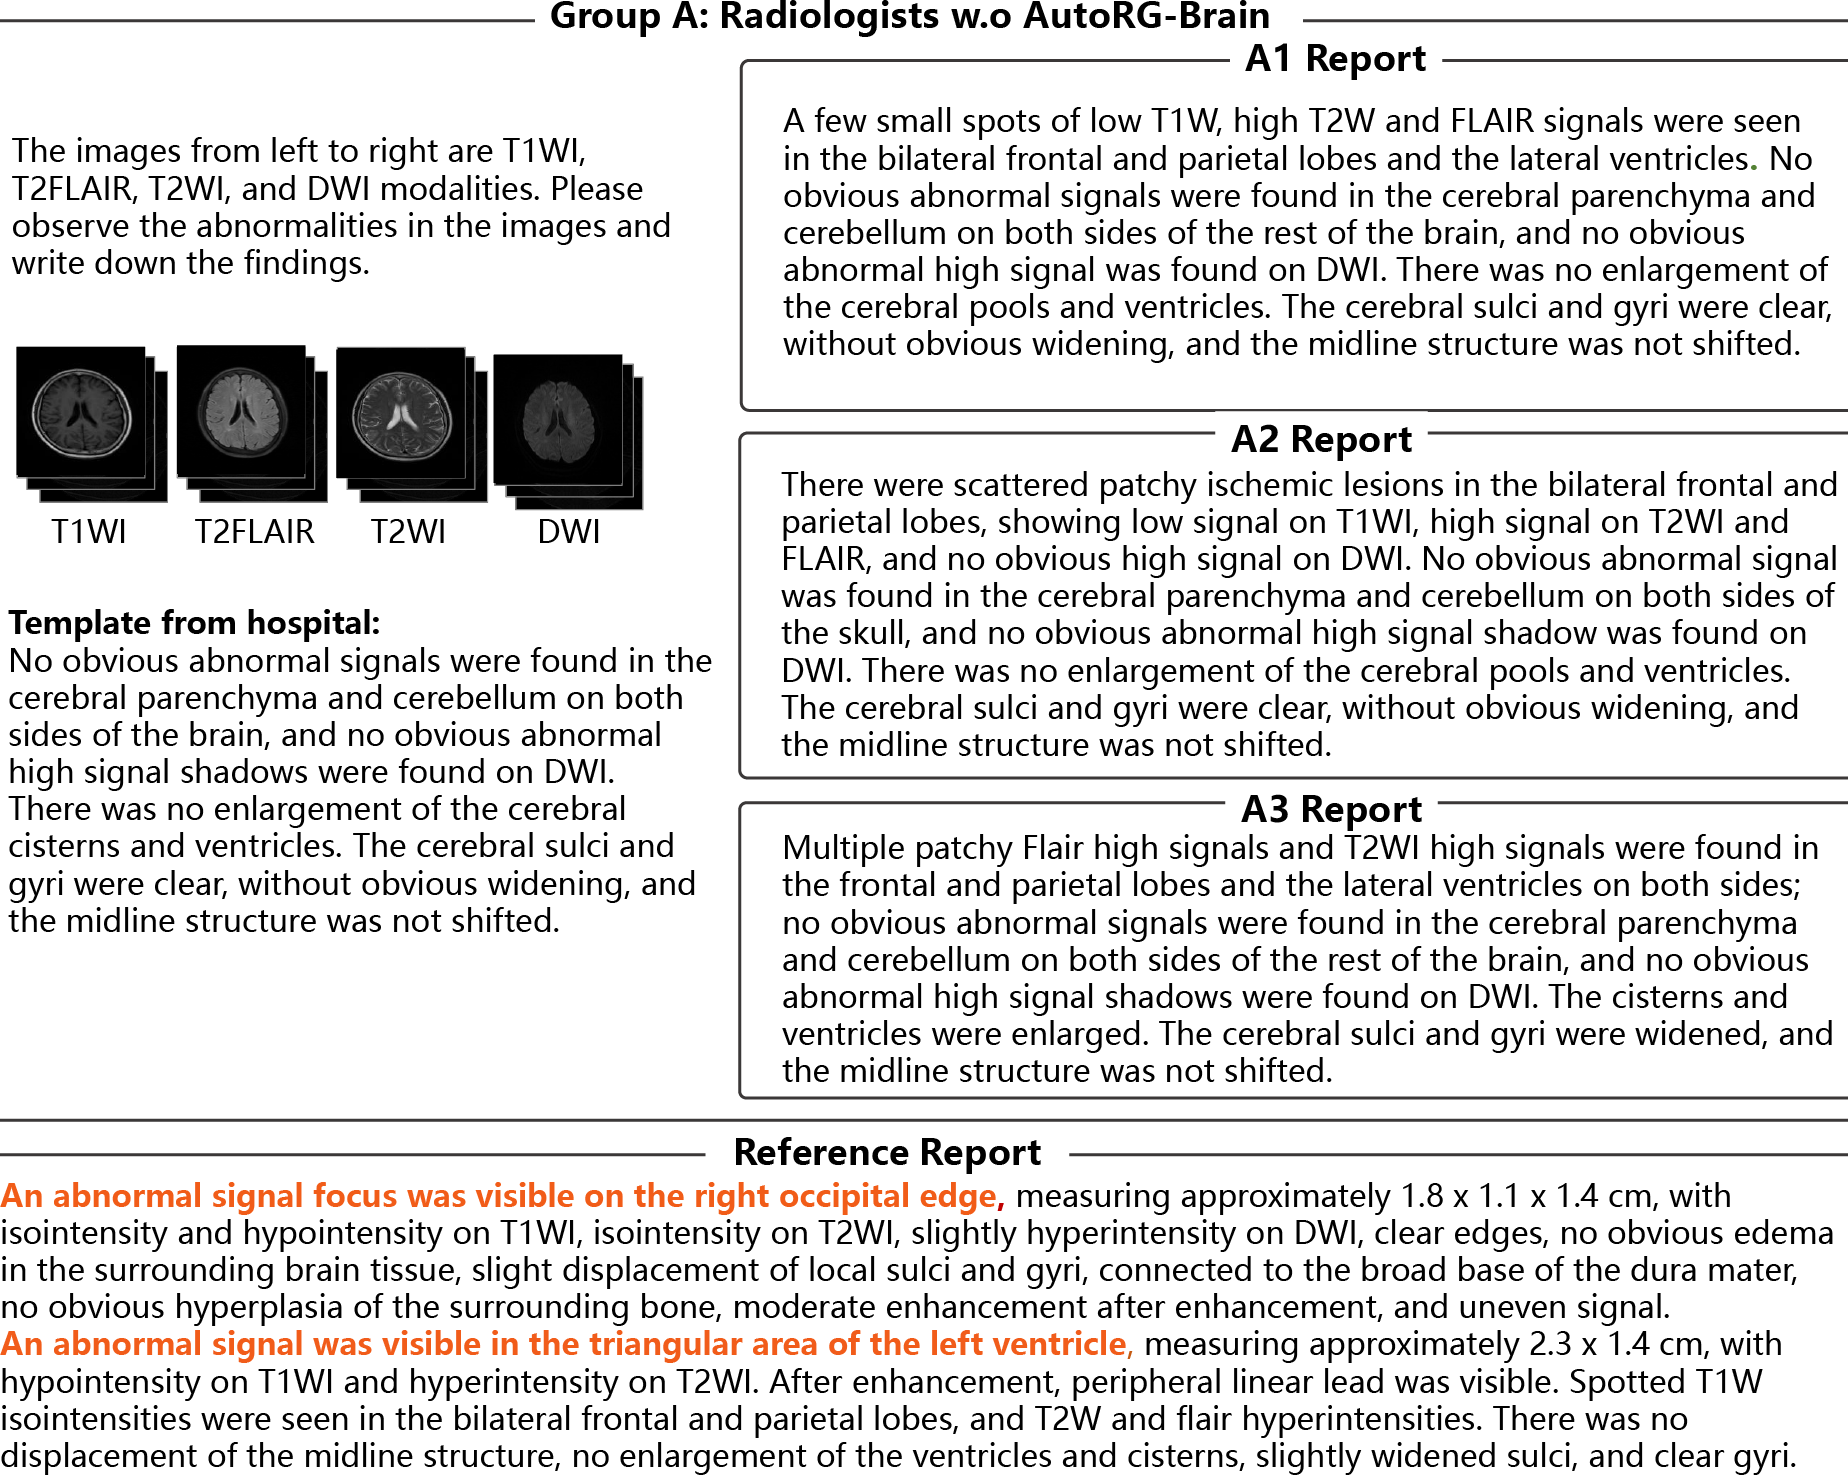 Group A: Radiologists w.o AutoRG-Brain
The images from left to right are T1WI,
T2FLAIR, T2WI, and DWI modalities. Please
observe the abnormalities in the images and
write down the findings.
T1WI
T2FLAIR
T2WI
DWI
Template from hospital:
No obvious abnormal signals were found in the
cerebral parenchyma and cerebellum on both
sides of the brain, and no obvious abnormal
high signal shadows were found on DWI.
There was no enlargement of the cerebral
cisterns and ventricles. The cerebral sulci and
gyri were clear, without obvious widening, and
the midline structure was not shifted.
A1 Report
A few small spots of low T1W, high T2W and FLAIR signals were seen
in the bilateral frontal and parietal lobes and the lateral ventricles. No
obvious abnormal signals were found in the cerebral parenchyma and
cerebellum on both sides of the rest of the brain, and no obvious
abnormal high signal was found on DWI. There was no enlargement of
the cerebral pools and ventricles. The cerebral sulci and gyri were clear,
without obvious widening, and the midline structure was not shifted.
A2 Report
There were scattered patchy ischemic lesions in the bilateral frontal and
parietal lobes, showing low signal on T1WI, high signal on T2WI and
FLAIR, and no obvious high signal on DWI. No obvious abnormal signal
was found in the cerebral parenchyma and cerebellum on both sides of
the skull, and no obvious abnormal high signal shadow was found on
DWI. There was no enlargement of the cerebral pools and ventricles.
The cerebral sulci and gyri were clear, without obvious widening, and
the midline structure was not shifted.
A3 Report
Multiple patchy Flair high signals and T2WI high signals were found in
the frontal and parietal lobes and the lateral ventricles on both sides;
no obvious abnormal signals were found in the cerebral parenchyma
and cerebellum on both sides of the rest of the brain, and no obvious
abnormal high signal shadows were found on DWI. The cisterns and
ventricles were enlarged. The cerebral sulci and gyri were widened, and
the midline structure was not shifted.
Reference Report
An abnormal signal focus was visible on the right occipital edge, measuring approximately 1.8 x 1.1 x 1.4 cm, with
isointensity and hypointensity on T1WI, isointensity on T2WI, slightly hyperintensity on DWI, clear edges, no obvious edema
in the surrounding brain tissue, slight displacement of local sulci and gyri, connected to the broad base of the dura mater,
no obvious hyperplasia of the surrounding bone, moderate enhancement after enhancement, and uneven signal.
An abnormal signal was visible in the triangular area of the left ventricle, measuring approximately 2.3 x 1.4 cm, with
hypointensity on T1WI and hyperintensity on T2WI. After enhancement, peripheral linear lead was visible. Spotted T1W
isointensities were seen in the bilateral frontal and parietal lobes, and T2W and flair hyperintensities. There was no
displacement of the midline structure, no enlargement of the ventricles and cisterns, slightly widened sulci, and clear gyri.